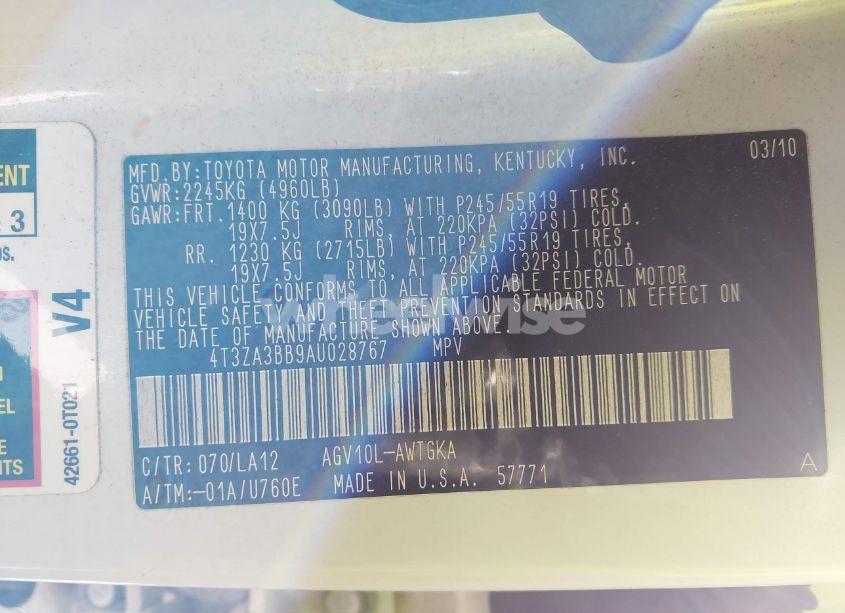 MFD.BY:TOYOTA MOTOR MANUFACTURING, KENTUCKY, INC. 03/10
GVWR:2245KG (4960LB)
GAWR:FRT. 1400 KG (3090LB) WITH P245/55R19 TIRES,
19X7.5J RIMS, AT 220KPA (32PSI) COLD.
RR. 1230 KG (2715LB) WITH P245/55R19 TIRES,
19X7.5J RIMS, AT 220KPA (32PSI) COLD.
THIS VEHICLE CONFORMS TO ALL APPLICABLE FEDERAL MOTOR
VEHICLE SAFETY AND THEFT PREVENTION STANDARDS IN EFFECT ON
THE DATE OF MANUFACTURE SHOWN ABOVE.
4T3ZA3BB9AU028767 MPV
C/TR: 070/LA12 AGV10L-AWTGKA
A/TM:-01A/U760E MADE IN U.S.A. 57771 A
ENT
: 3
OS.
V4
42661-0T021
EL
E
NTS